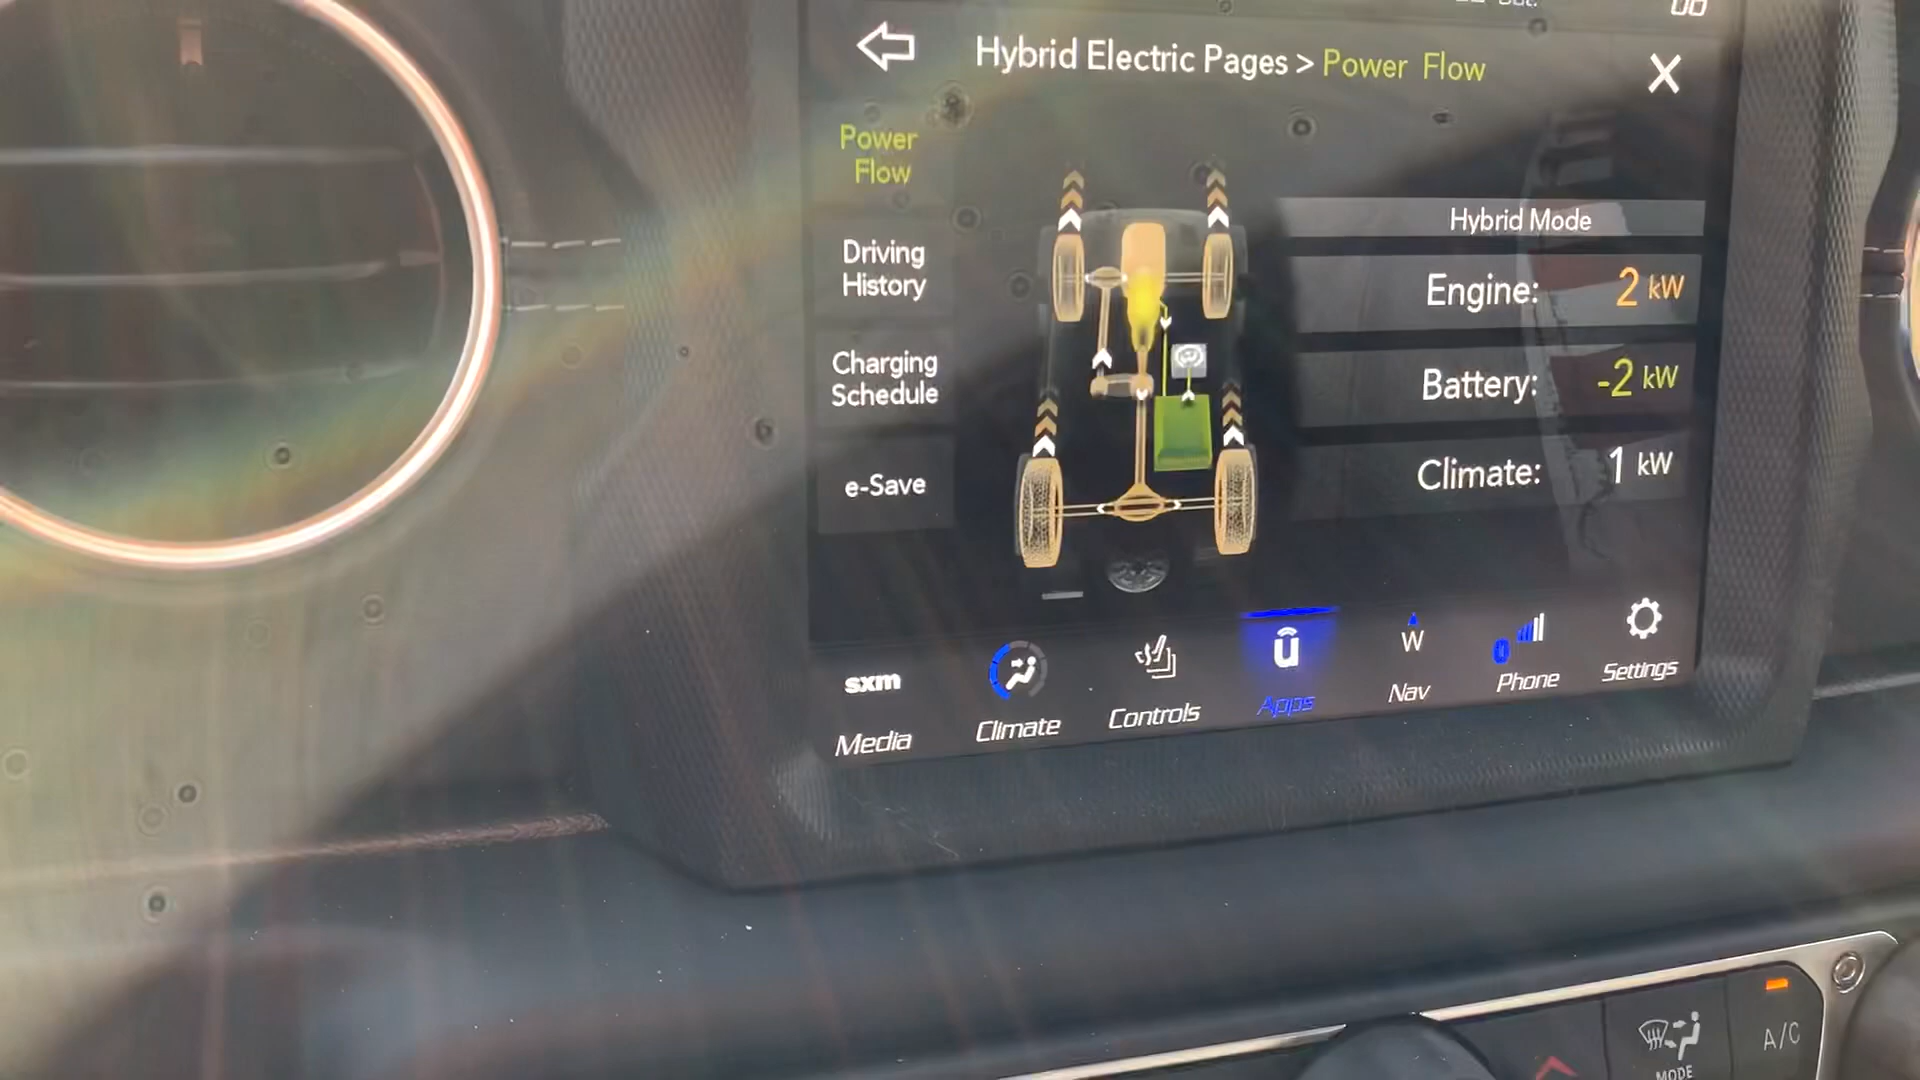 Hybrid Electric Pages > Power Flow
X
Power
Flow
Driving
History
Charging
Schedule
e-Save
Hybrid Mode
Engine: 2 kW
Battery: -2 kW
Climate: 1 kW
sxm
Media
Climate
Controls
ū
Apps
W
Nav
Phone
Settings
MODE
A/C